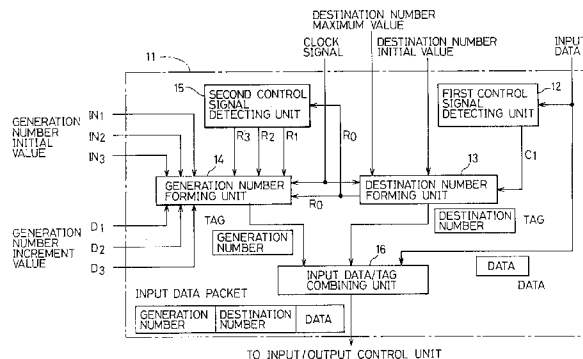 DESTINATION NUMBER
MAXIMUM VALUE
CLOCK
SIGNAL
DESTINATION NUMBER
INITIAL VALUE
INPUT
DATA
11
15
SECOND CONTROL
SIGNAL
DETECTING UNIT
12
FIRST CONTROL
SIGNAL
DETECTING UNIT
GENERATION
NUMBER
INITIAL
VALUE
IN1
IN2
IN3
R3
R2
R1
R0
C1
14
GENERATION NUMBER
FORMING UNIT
R0
13
DESTINATION NUMBER
FORMING UNIT
GENERATION
NUMBER
INCREMENT
VALUE
D1
D2
D3
TAG
GENERATION
NUMBER
DESTINATION
NUMBER
TAG
16
INPUT DATA/TAG
COMBINING UNIT
DATA
DATA
INPUT DATA PACKET
GENERATION
NUMBER
DESTINATION
NUMBER
DATA
TO INPUT/OUTPUT CONTROL UNIT